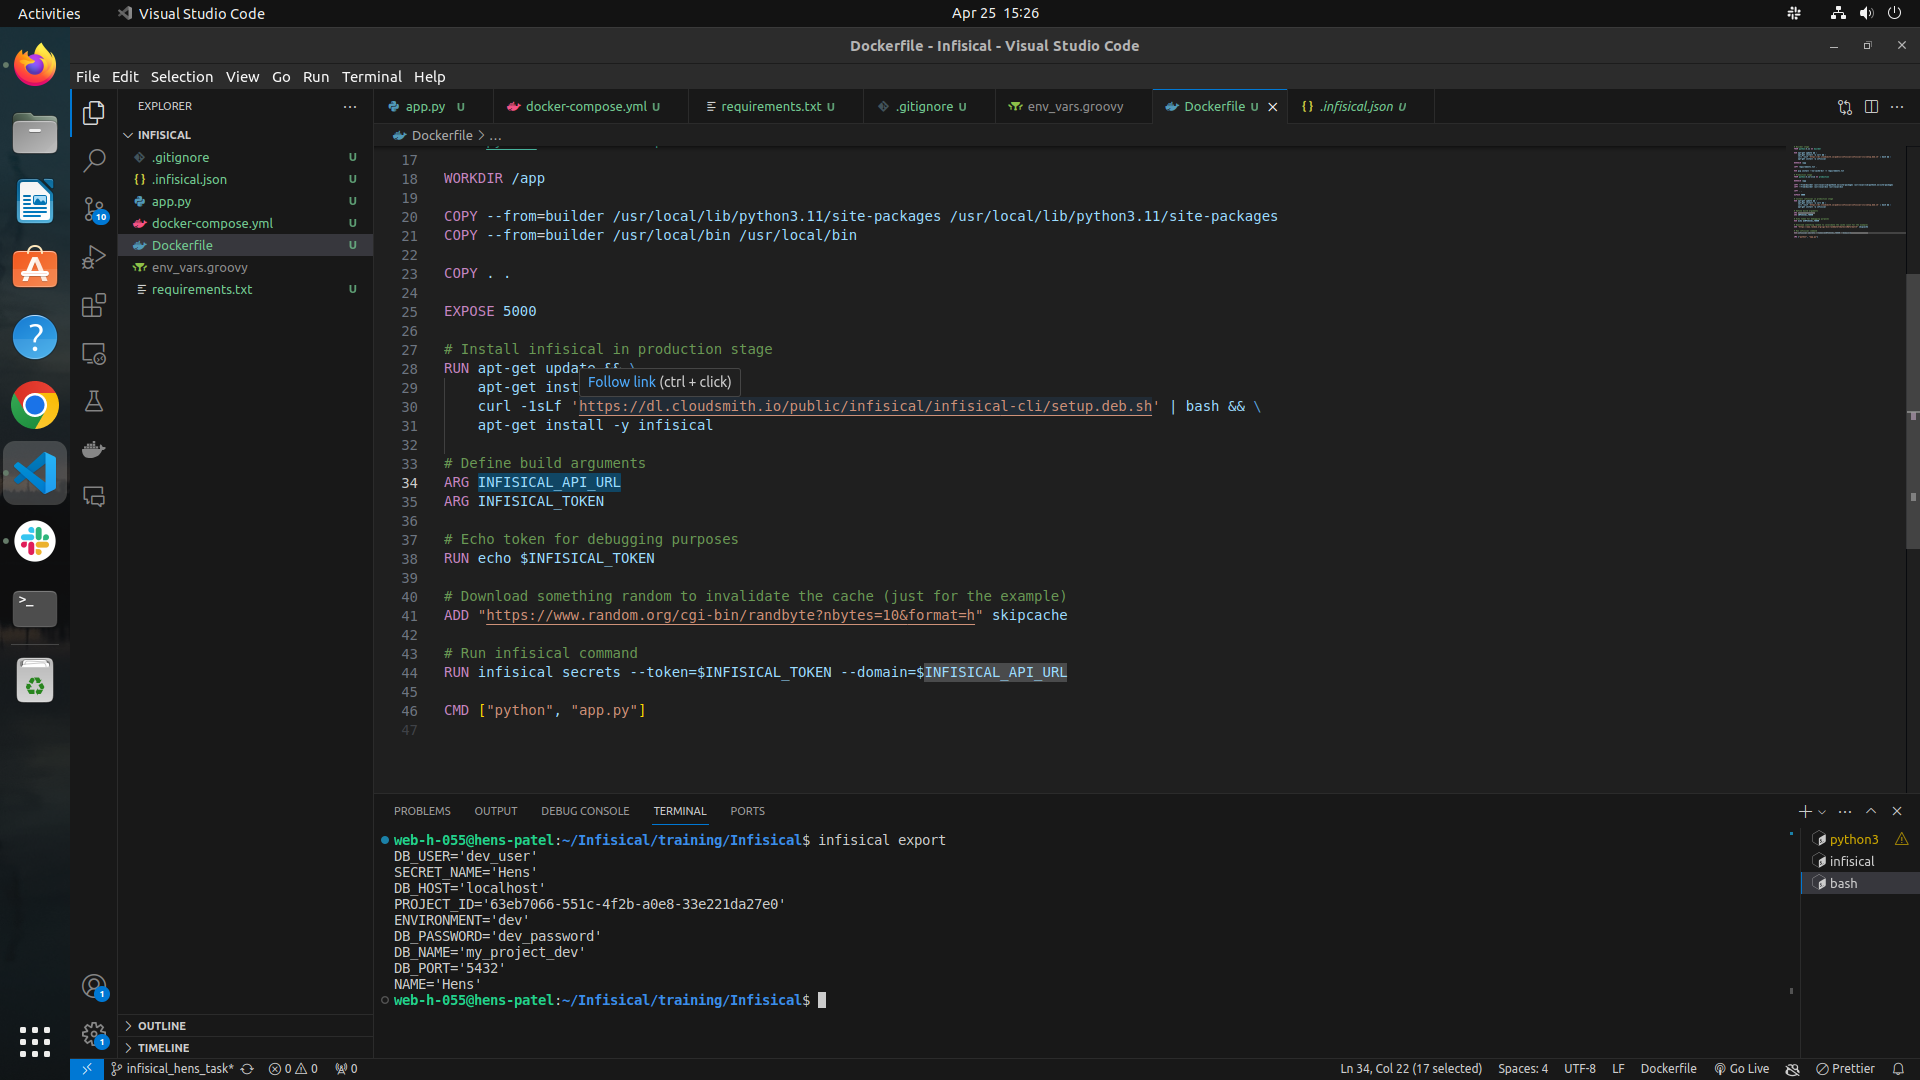 Activities
Visual Studio Code
Apr 25 15:26
Dockerfile - Infisical - Visual Studio Code
File Edit Selection View Go Run Terminal Help
EXPLORER
INFISICAL
.gitignore U
.infisical.json U
app.py U
docker-compose.yml U
Dockerfile U
env_vars.groovy
requirements.txt U
OUTLINE
TIMELINE
10
1
1
app.py U
docker-compose.yml U
requirements.txt U
.gitignore U
env_vars.groovy
Dockerfile U
.infisical.json U
Dockerfile > ...
17
18 WORKDIR /app
19
20 COPY --from=builder /usr/local/lib/python3.11/site-packages /usr/local/lib/python3.11/site-packages
21 COPY --from=builder /usr/local/bin /usr/local/bin
22
23 COPY . .
24
25 EXPOSE 5000
26
27 # Install infisical in production stage
28 RUN apt-get update && \
Follow link (ctrl + click)
29 apt-get inst
30 curl -1sLf 'https://dl.cloudsmith.io/public/infisical/infisical-cli/setup.deb.sh' | bash && \
31 apt-get install -y infisical
32
33 # Define build arguments
34 ARG INFISICAL_API_URL
35 ARG INFISICAL_TOKEN
36
37 # Echo token for debugging purposes
38 RUN echo $INFISICAL_TOKEN
39
40 # Download something random to invalidate the cache (just for the example)
41 ADD "https://www.random.org/cgi-bin/randbyte?nbytes=10&format=h" skipcache
42
43 # Run infisical command
44 RUN infisical secrets --token=$INFISICAL_TOKEN --domain=$INFISICAL_API_URL
45
46 CMD ["python", "app.py"]
47
PROBLEMS OUTPUT DEBUG CONSOLE TERMINAL PORTS
web-h-055@hens-patel:~/Infisical/training/Infisical$ infisical export
DB_USER='dev_user'
SECRET_NAME='Hens'
DB_HOST='localhost'
PROJECT_ID='63eb7066-551c-4f2b-a0e8-33e221da27e0'
ENVIRONMENT='dev'
DB_PASSWORD='dev_password'
DB_NAME='my_project_dev'
DB_PORT='5432'
NAME='Hens'
web-h-055@hens-patel:~/Infisical/training/Infisical$
python3
infisical
bash
infisical_hens_task* 0 0 0
Ln 34, Col 22 (17 selected) Spaces: 4 UTF-8 LF Dockerfile Go Live Prettier